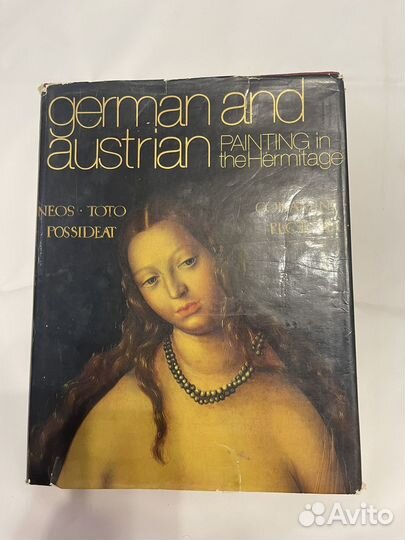 german and
austrian PAINTING in
the Hermitage
NEOS · TOTO
POSSIDEAT
Avito